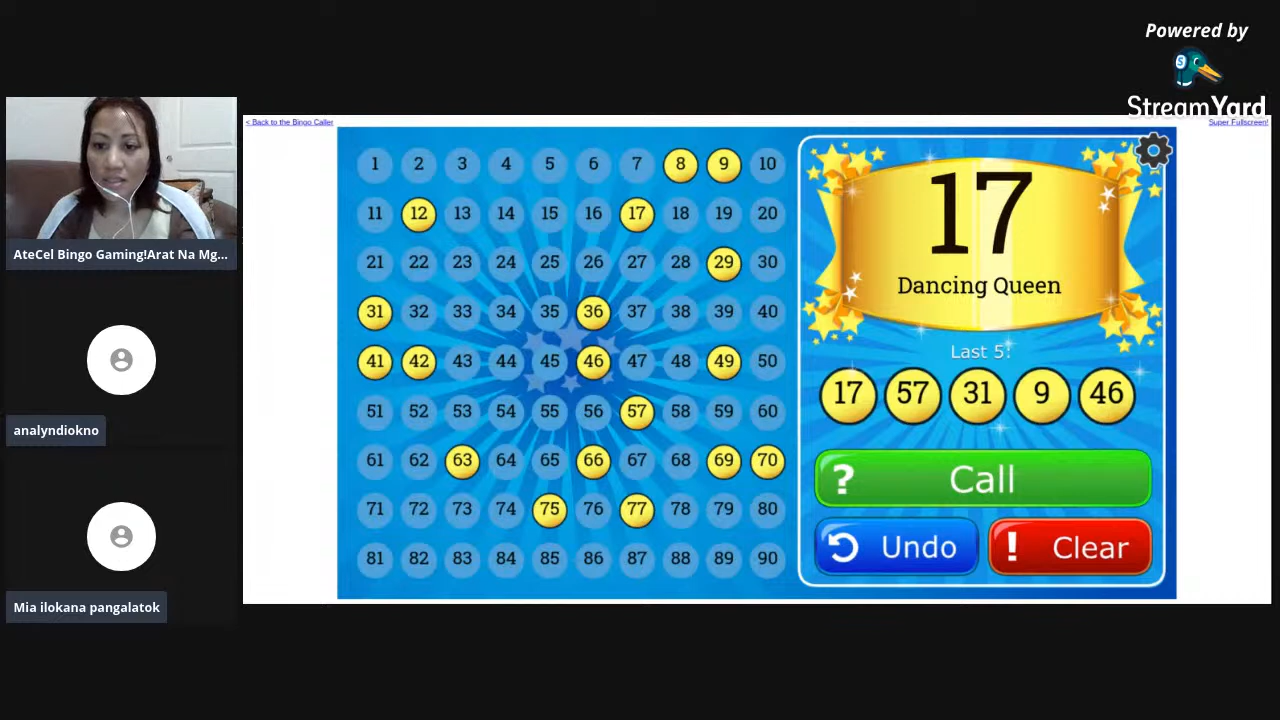 Powered by
StreamYard
< Back to the Bingo Caller
Super Fullscreen!
1 2 3 4 5 6 7 8 9 10
11 12 13 14 15 16 17 18 19 20
21 22 23 24 25 26 27 28 29 30
31 32 33 34 35 36 37 38 39 40
41 42 43 44 45 46 47 48 49 50
51 52 53 54 55 56 57 58 59 60
61 62 63 64 65 66 67 68 69 70
71 72 73 74 75 76 77 78 79 80
81 82 83 84 85 86 87 88 89 90
17
Dancing Queen
Last 5:
17 57 31 9 46
? Call
Undo
! Clear
AteCel Bingo Gaming!Arat Na Mg...
analyndiokno
Mia ilokana pangalatok